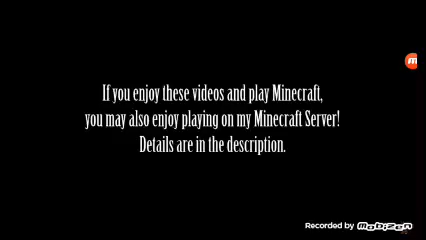 If you enjoy these videos and play Minecraft,
you may also enjoy playing on my Minecraft Server!
Details are in the description.
Recorded by mobizen